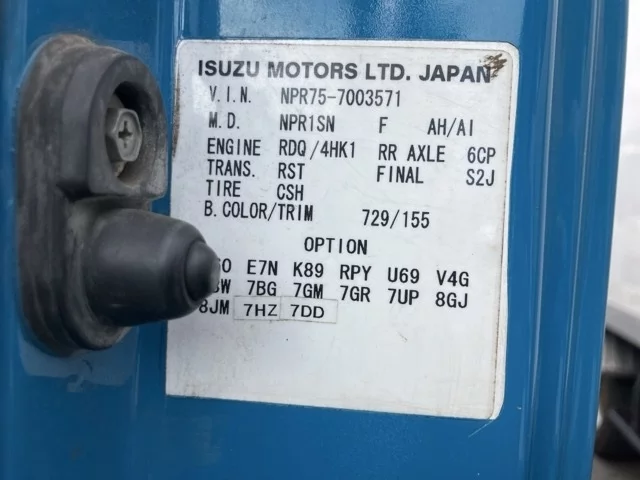 ISUZU MOTORS LTD. JAPAN
V.I.N. NPR75-7003571
M.D. NPR1SN F AH/AI
ENGINE RDQ/4HK1 RR AXLE 6CP
TRANS. RST FINAL S2J
TIRE CSH
B.COLOR/TRIM 729/155
OPTION
E7N K89 RPY U69 V4G
7BG 7GM 7GR 7UP 8GJ
8JM 7HZ 7DD